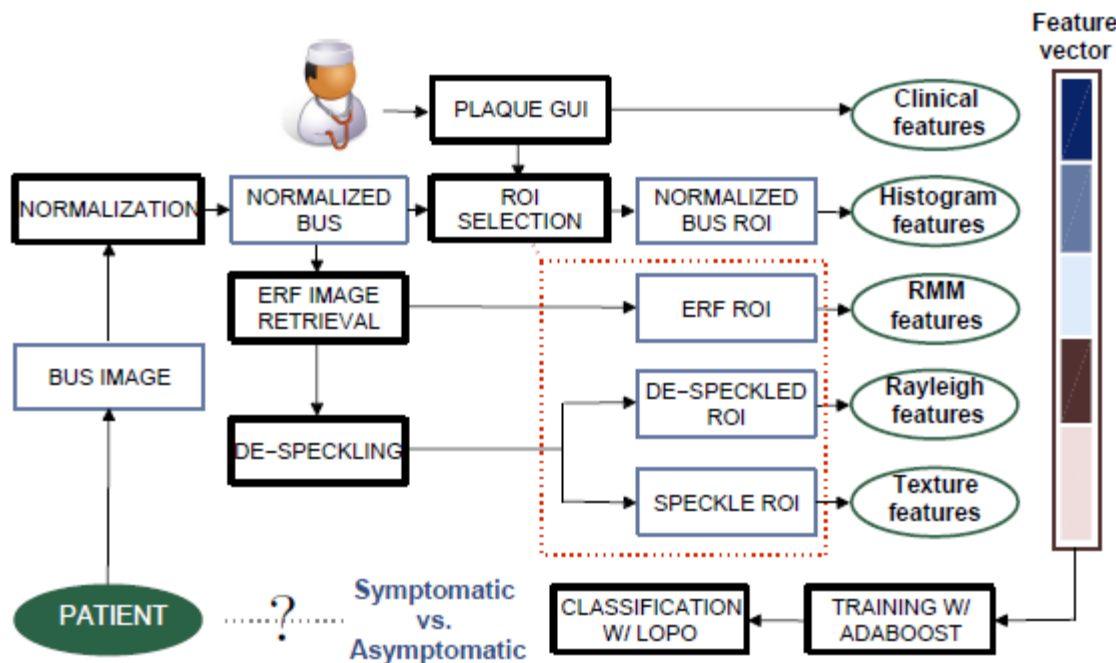 Feature
vector
PLAQUE GUI
Clinical
features
NORMALIZATION
NORMALIZED
BUS
ROI
SELECTION
NORMALIZED
BUS ROI
Histogram
features
ERF IMAGE
RETRIEVAL
ERF ROI
RMM
features
BUS IMAGE
DE−SPECKLED
ROI
Rayleigh
features
DE−SPECKLING
SPECKLE ROI
Texture
features
PATIENT
?
Symptomatic
vs.
Asymptomatic
CLASSIFICATION
W/ LOPO
TRAINING W/
ADABOOST